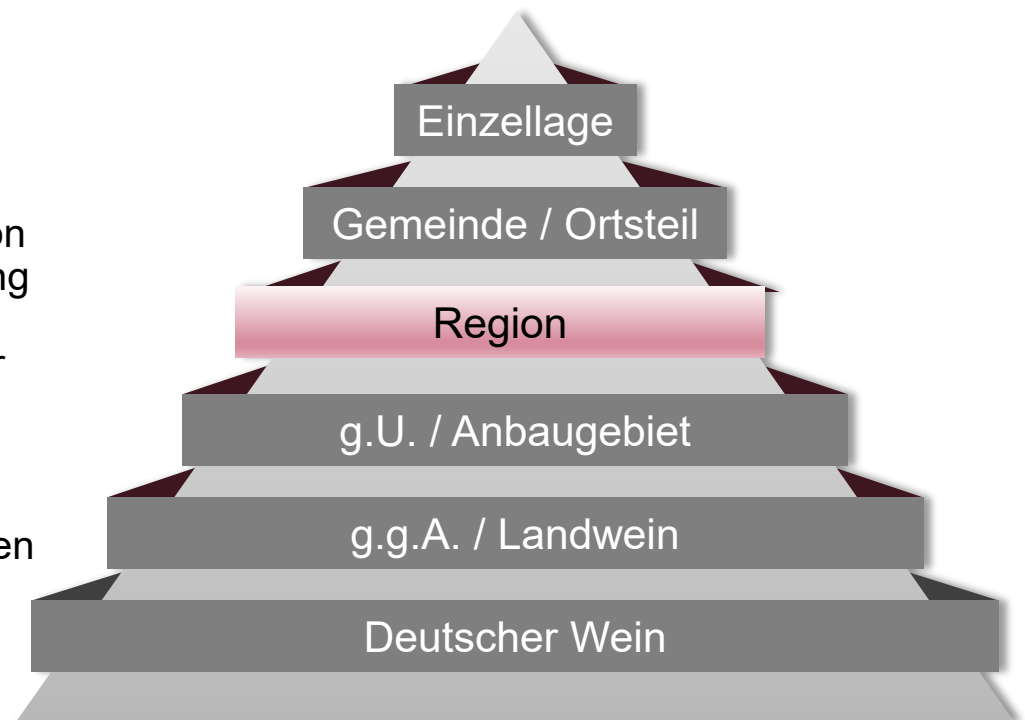 Einzellage
Gemeinde / Ortsteil
Region
g.U. / Anbaugebiet
g.g.A. / Landwein
Deutscher Wein